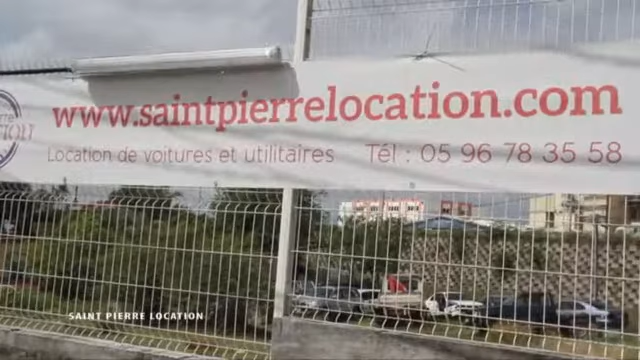 www.saintpierrelocation.com
Location de voitures et utilitaires Tél : 05 96 78 35 58
SAINT PIERRE LOCATION